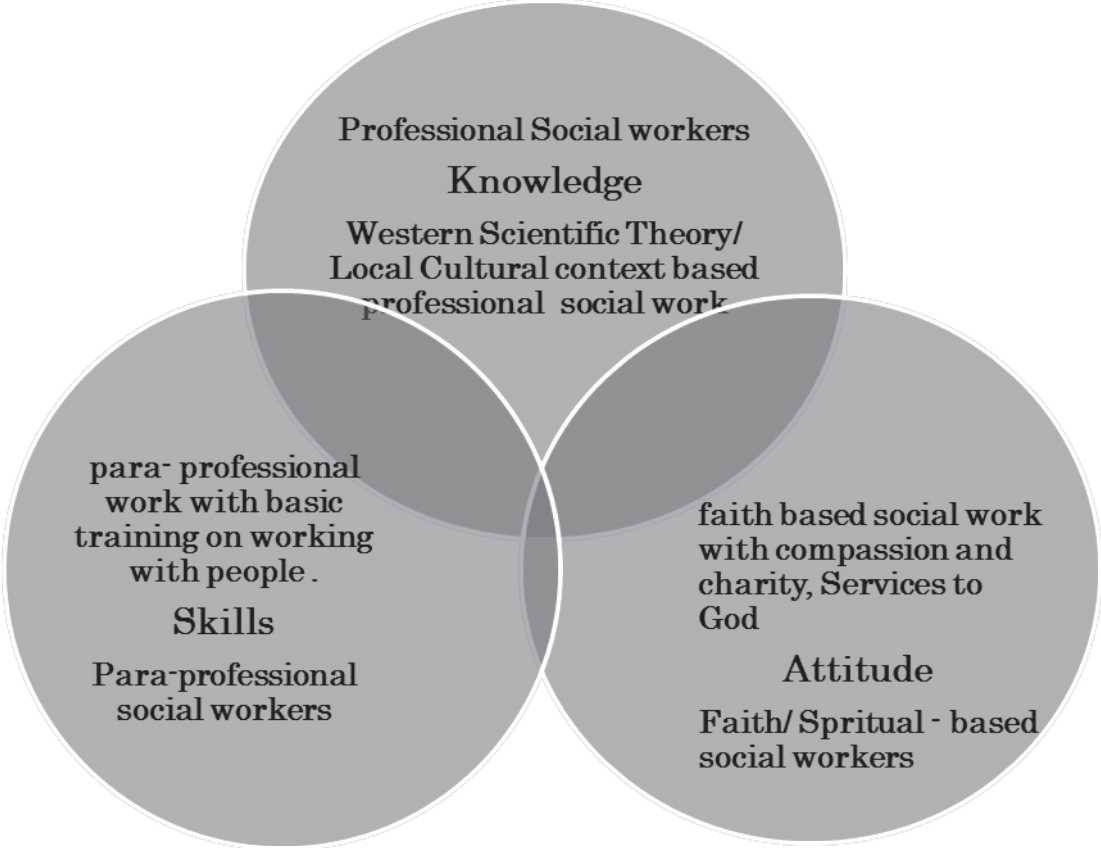 Professional Social workers
Knowledge
Western Scientific Theory/
Local Cultural context based
professional social work
para- professional
work with basic
training on working
with people .
Skills
Para-professional
social workers
faith based social work
with compassion and
charity, Services to
God
Attitude
Faith/ Spritual - based
social workers